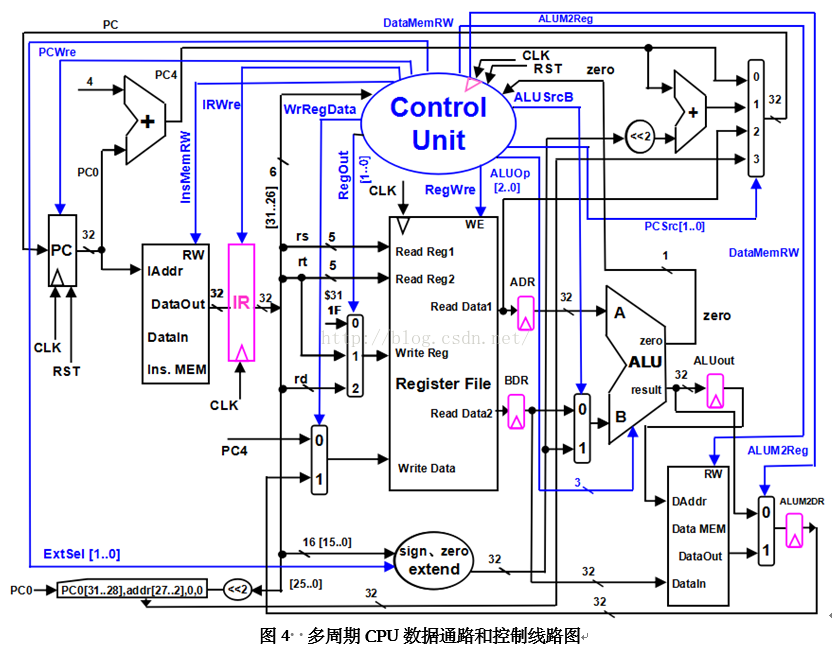 PC
DataMemRW
ALUM2Reg
PCWre
4
PC4
IRWre
CLK
RST
zero
WrRegData
Control
Unit
ALUSrcB
+
+
<<2
0
1
2
3
32
InsMemRW
6
[31..26]
RegOut
[1..0]
CLK
RegWre
ALUOp
[2..0]
PCSrc[1..0]
PC0
WE
DataMemRW
PC
32
RW
IAddr
DataOut
DataIn
Ins. MEM
32
IR
32
rs
5
rt
5
$31
1F
rd
0
1
2
Read Reg1
Read Reg2
Read Data1
Write Reg
Register File
Read Data2
Write Data
ADR
32
BDR
A
B
zero
ALU
result
1
zero
32
ALUout
http://blog.csdn.net/
CLK
RST
CLK
PC4
0
1
0
1
3
ALUM2Reg
RW
DAddr
Data MEM
DataOut
DataIn
0
1
ALUM2DR
ExtSel [1..0]
16 [15..0]
sign、zero
extend
32
32
PC0
PC0[31..28],addr[27..2],0,0
<<2
[25..0]
32
32
图 4 多周期 CPU 数据通路和控制线路图